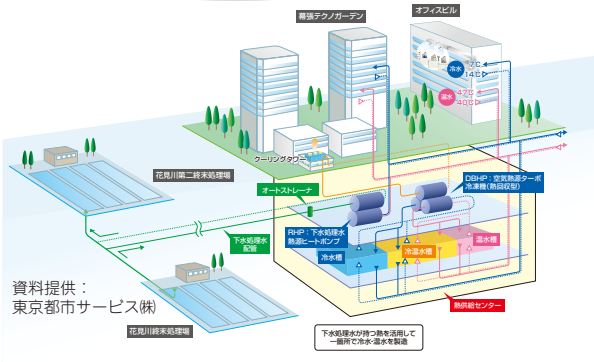 幕張テクノガーデン
オフィスビル
冷水
7℃
14℃
温水
47℃
40℃
クーリングタワー
花見川第二終末処理場
オートストレーナ
DBHP：空気熱源ターボ
冷凍機(熱回収型)
RHP：下水処理水
熱源ヒートポンプ
下水処理水
配管
冷水槽
冷温水槽
温水槽
資料提供：
東京都市サービス㈱
熱供給センター
花見川終末処理場
下水処理水が持つ熱を活用して
一箇所で冷水・温水を製造